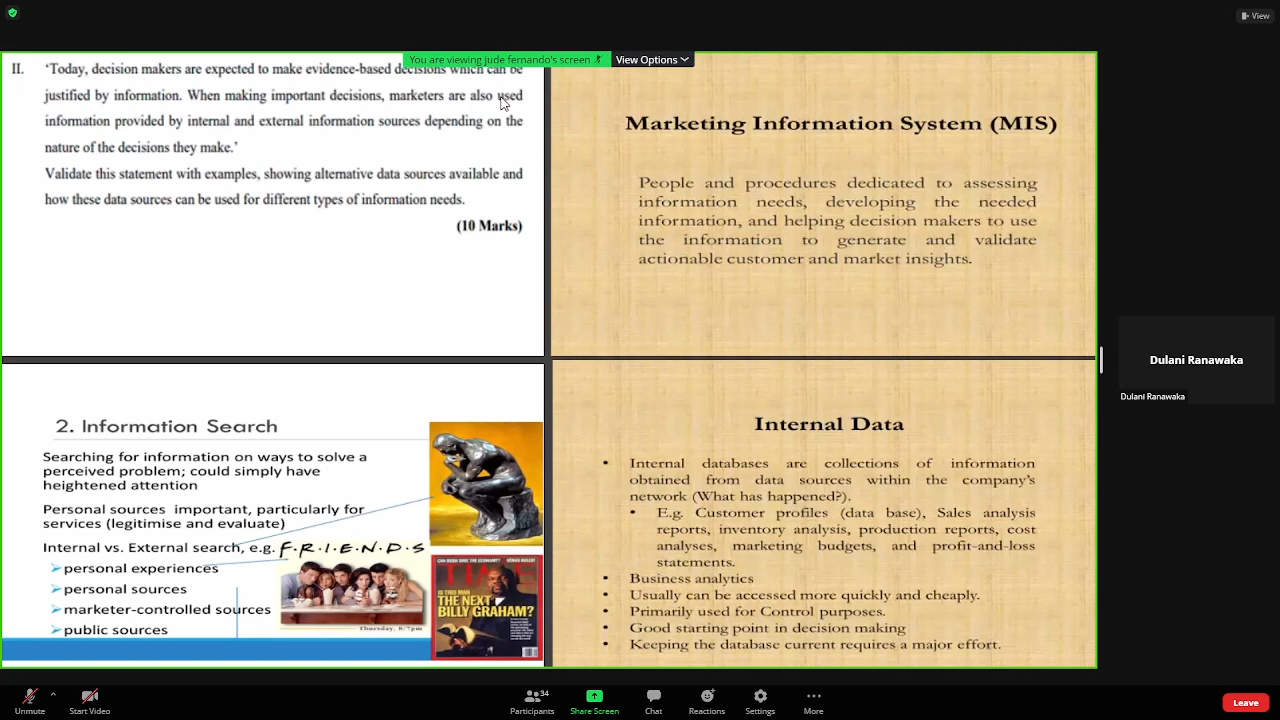 View
You are viewing jude fernando's screen
View Options
II. ‘Today, decision makers are expected to make evidence-based decisions which can be
justified by information. When making important decisions, marketers are also used
information provided by internal and external information sources depending on the
nature of the decisions they make.’
Validate this statement with examples, showing alternative data sources available and
how these data sources can be used for different types of information needs.
(10 Marks)
Marketing Information System (MIS)
People and procedures dedicated to assessing
information needs, developing the needed
information, and helping decision makers to use
the information to generate and validate
actionable customer and market insights.
2. Information Search
Searching for information on ways to solve a
perceived problem; could simply have
heightened attention
Personal sources important, particularly for
services (legitimise and evaluate)
Internal vs. External search, e.g.
F·R·I·E·N·D·S
➢personal experiences
➢personal sources
➢marketer-controlled sources
➢public sources
Thursday, 8/7pm
TIME
IS THIS MAN
THE NEXT
BILLY GRAHAM?
Internal Data
• Internal databases are collections of information
obtained from data sources within the company's
network (What has happened?).
• E.g. Customer profiles (data base), Sales analysis
reports, inventory analysis, production reports, cost
analyses, marketing budgets, and profit-and-loss
statements.
• Business analytics
• Usually can be accessed more quickly and cheaply.
• Primarily used for Control purposes.
• Good starting point in decision making
• Keeping the database current requires a major effort.
Dulani Ranawaka
Dulani Ranawaka
Unmute
Start Video
34
Participants
Share Screen
Chat
Reactions
Settings
More
Leave